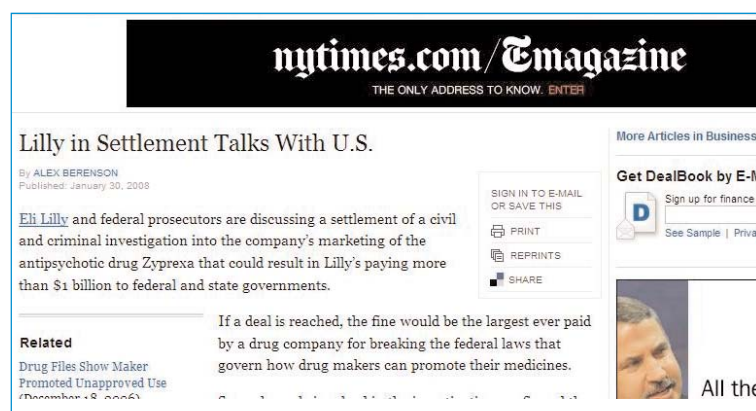 nytimes.com/Tmagazine
THE ONLY ADDRESS TO KNOW. ENTER
Lilly in Settlement Talks With U.S.
By ALEX BERENSON
Published: January 30, 2008
Eli Lilly and federal prosecutors are discussing a settlement of a civil
and criminal investigation into the company's marketing of the
antipsychotic drug Zyprexa that could result in Lilly's paying more
than $1 billion to federal and state governments.
SIGN IN TO E-MAIL
OR SAVE THIS
PRINT
REPRINTS
SHARE
Related
Drug Files Show Maker
Promoted Unapproved Use
(December 18, 2006)
If a deal is reached, the fine would be the largest ever paid
by a drug company for breaking the federal laws that
govern how drug makers can promote their medicines.
More Articles in Business
Get DealBook by E-M
D
Sign up for finance
See Sample | Priva
All the